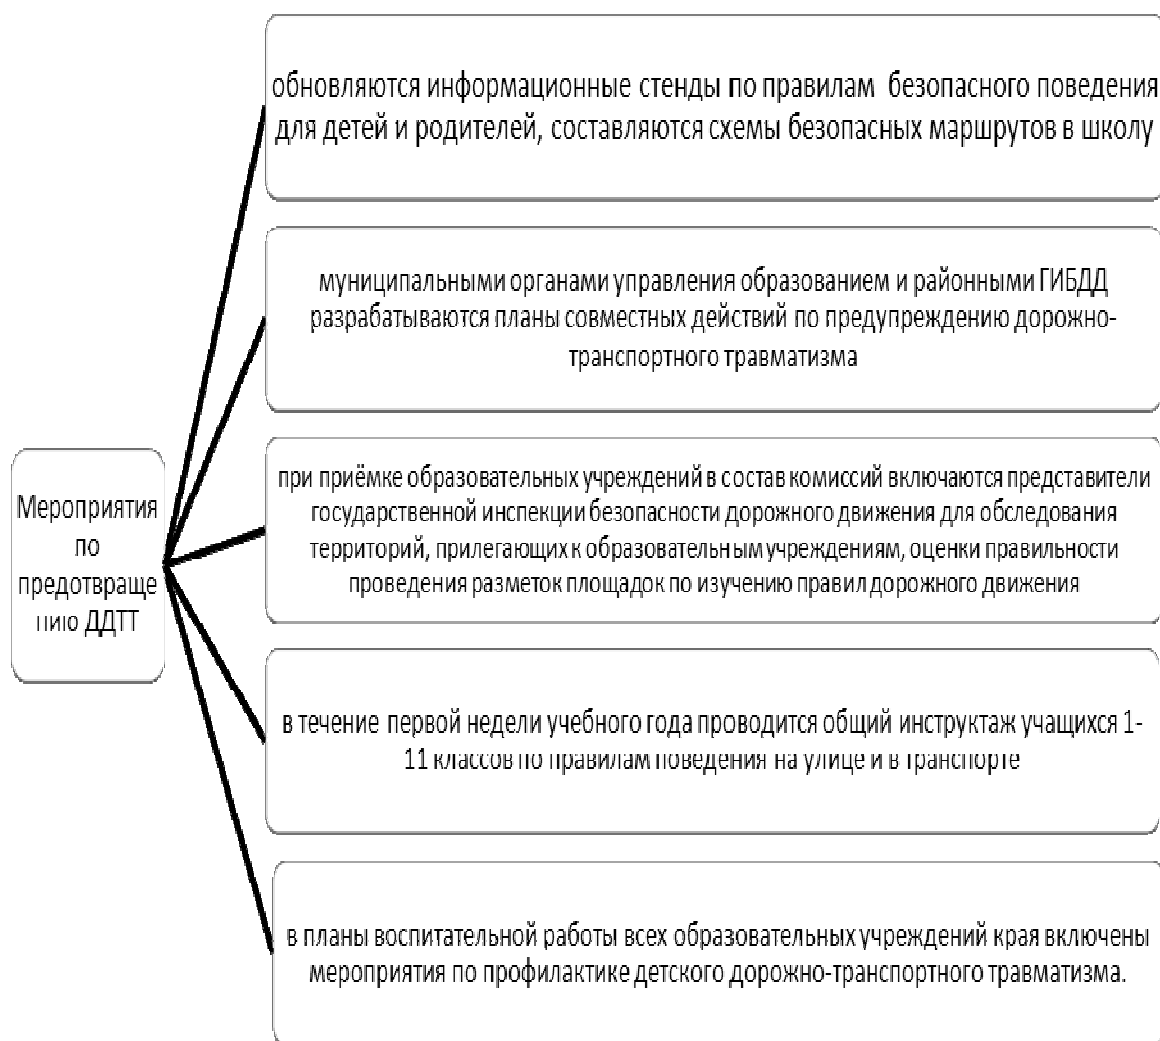 обновляются информационные стенды по правилам безопасного поведения
для детей и родителей, составляются схемы безопасных маршрутов в школу
муниципальными органами управления образованием и районными ГИБДД
разрабатываются планы совместных действий по предупреждению дорожно-
транспортного травматизма
Мероприятия
по
предотвраще
нию ДДТТ
при приёмке образовательных учреждений в состав комиссий включаются представители
государственной инспекции безопасности дорожного движения для обследования
территорий, прилегающих к образовательным учреждениям, оценки правильности
проведения разметок площадок по изучению правил дорожного движения
в течение первой недели учебного года проводится общий инструктаж учащихся 1-
11 классов по правилам поведения на улице и в транспорте
в планы воспитательной работы всех образовательных учреждений края включены
мероприятия по профилактике детского дорожно-транспортного травматизма.